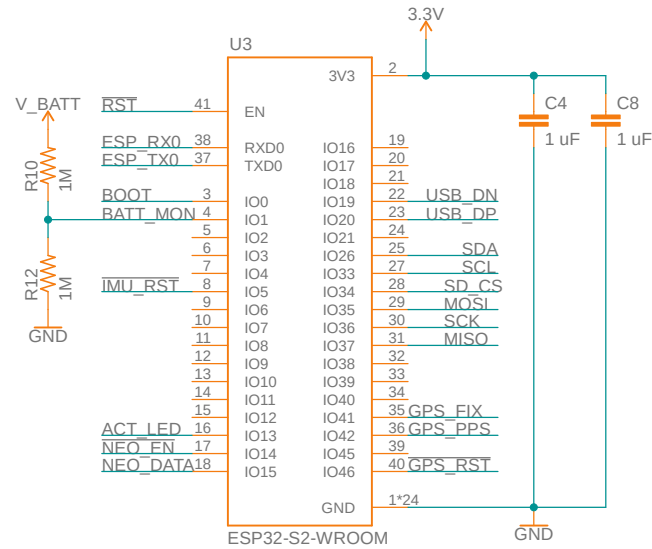 3.3V
U3
2
3V3
V_BATT
RST
41
EN
C4
C8
1 uF
1 uF
ESP_RX0
38
RXD0
IO16
19
ESP_TX0
37
TXD0
IO17
20
R10
1M
IO18
21
BOOT
3
IO0
IO19
22
USB_DN
BATT_MON
4
IO1
IO20
23
USB_DP
5
IO2
IO21
24
6
IO3
IO26
25
SDA
7
IO4
IO33
27
SCL
R12
1M
IMU_RST
8
IO5
IO34
28
SD_CS
9
IO6
IO35
29
MOSI
10
IO7
IO36
30
SCK
GND
11
IO8
IO37
31
MISO
12
IO9
IO38
32
13
IO10
IO39
33
14
IO11
IO40
34
15
IO12
IO41
35
GPS_FIX
ACT_LED
16
IO13
IO42
36
GPS_PPS
NEO_EN
17
IO14
IO45
39
NEO_DATA
18
IO15
IO46
40
GPS_RST
GND
1*24
GND
ESP32-S2-WROOM